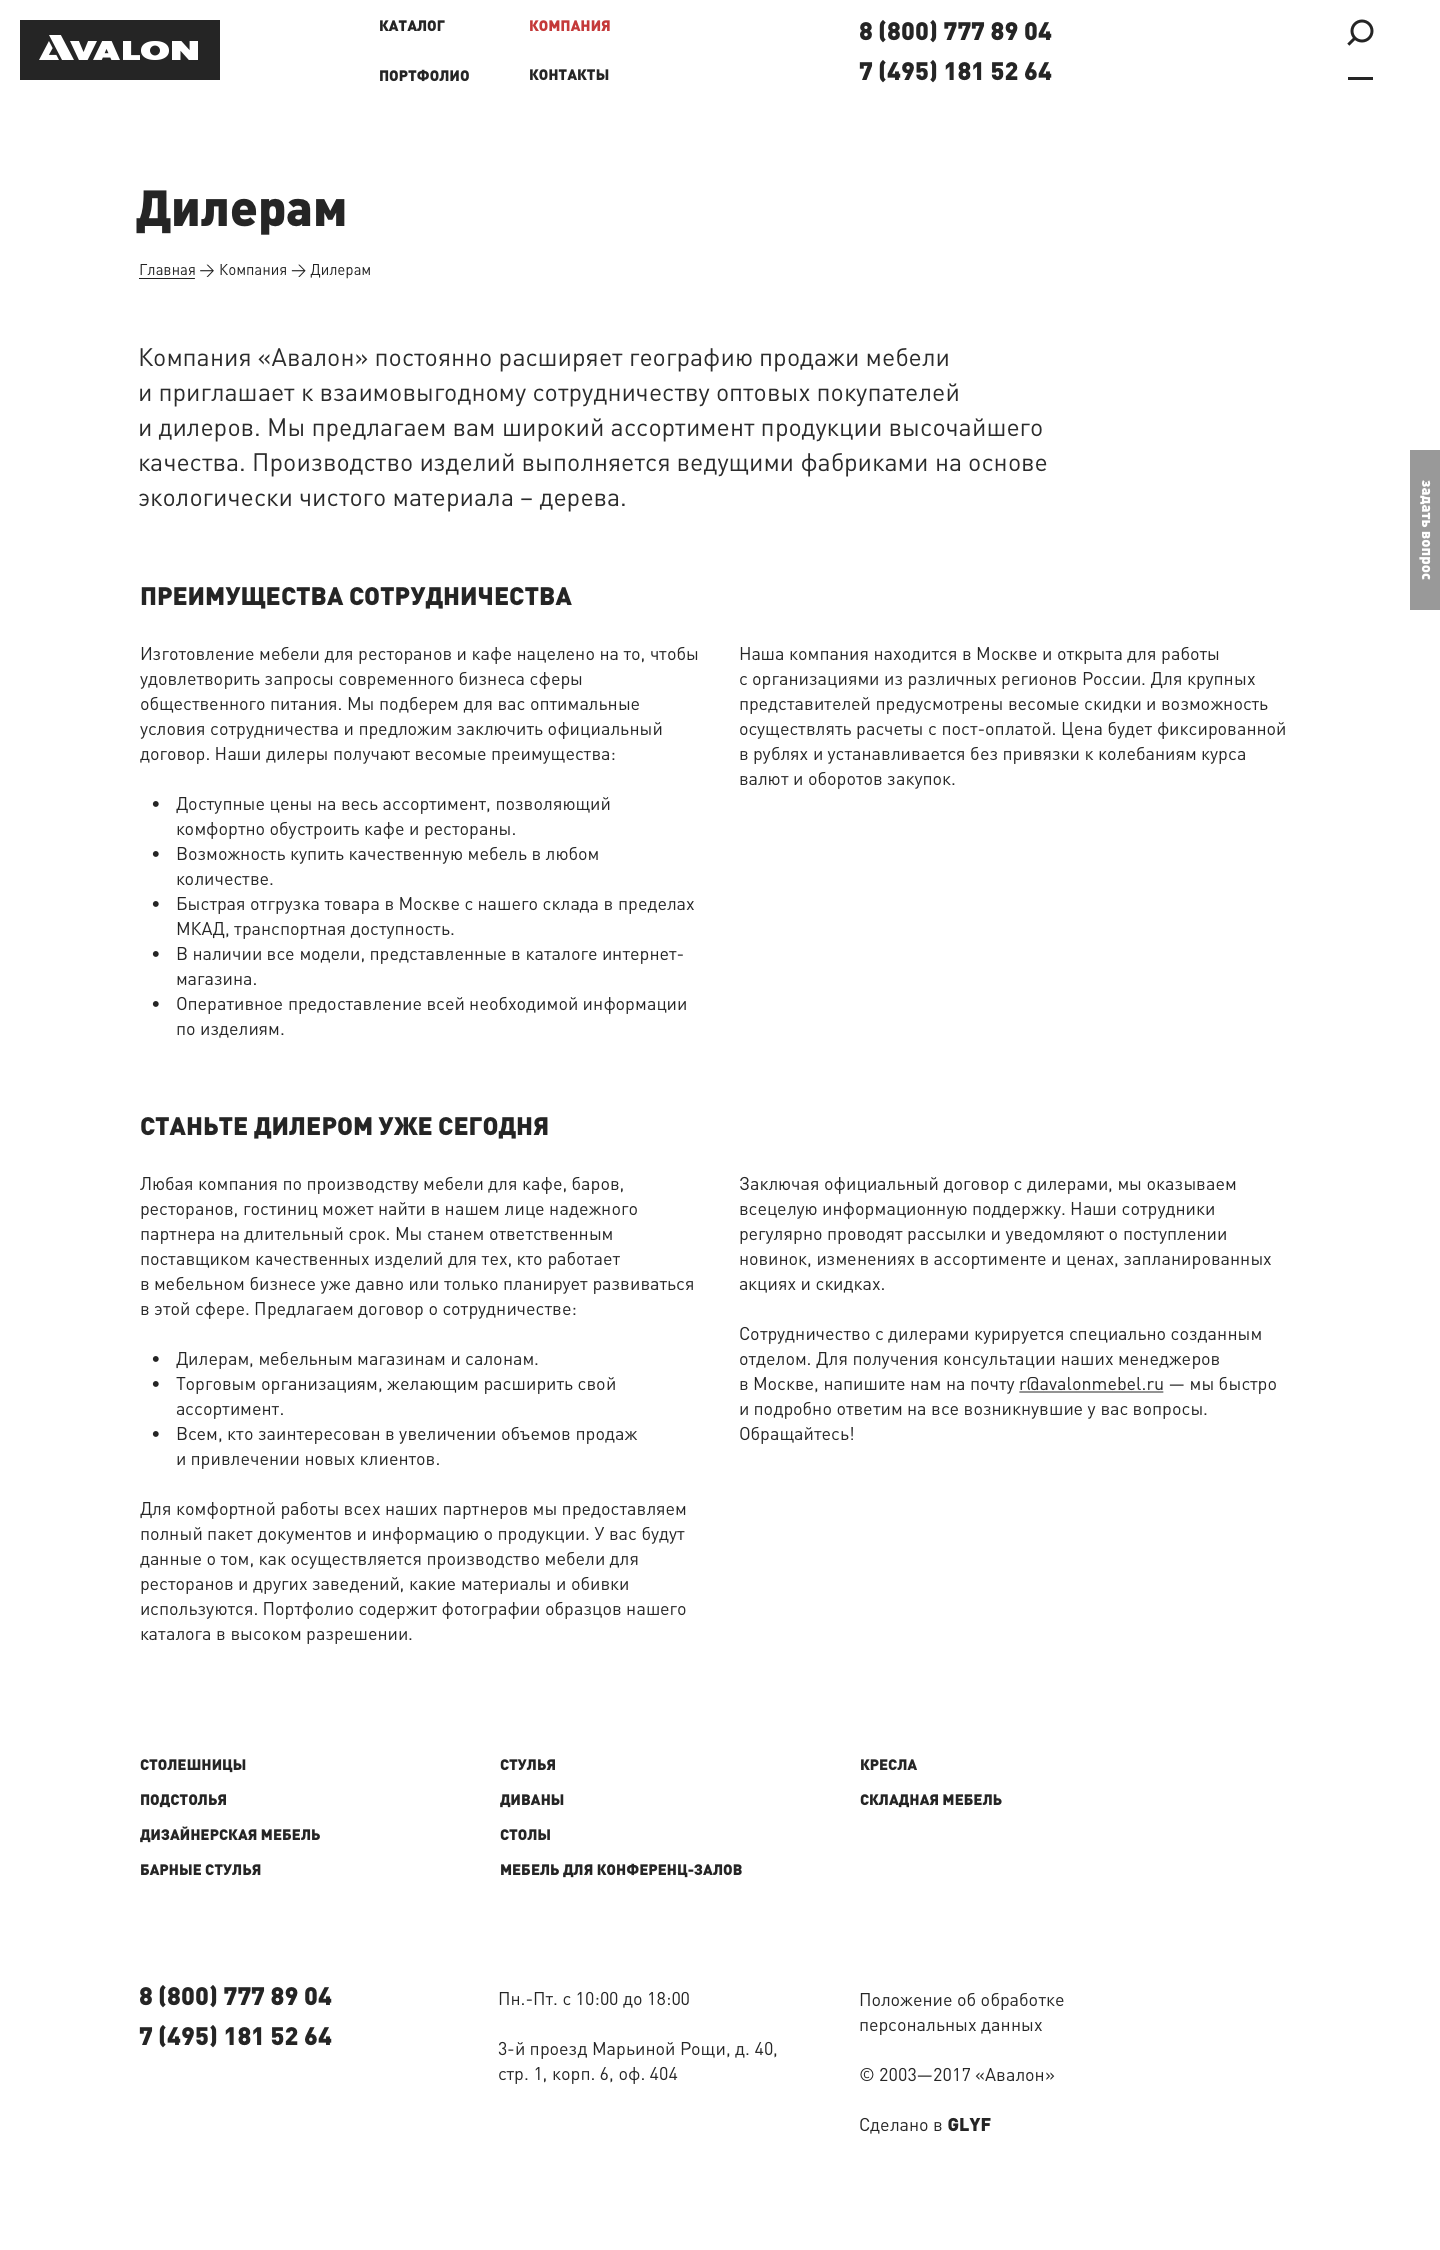 AVALON
КАТАЛОГ
КОМПАНИЯ
ПОРТФОЛИО
КОНТАКТЫ
8 (800) 777 89 04
7 (495) 181 52 64
Дилерам
Главная → Компания → Дилерам
Компания «Авалон» постоянно расширяет географию продажи мебели
и приглашает к взаимовыгодному сотрудничеству оптовых покупателей
и дилеров. Мы предлагаем вам широкий ассортимент продукции высочайшего
качества. Производство изделий выполняется ведущими фабриками на основе
экологически чистого материала – дерева.
задать вопрос
ПРЕИМУЩЕСТВА СОТРУДНИЧЕСТВА
Изготовление мебели для ресторанов и кафе нацелено на то, чтобы
удовлетворить запросы современного бизнеса сферы
общественного питания. Мы подберем для вас оптимальные
условия сотрудничества и предложим заключить официальный
договор. Наши дилеры получают весомые преимущества:
• Доступные цены на весь ассортимент, позволяющий
комфортно обустроить кафе и рестораны.
• Возможность купить качественную мебель в любом
количестве.
• Быстрая отгрузка товара в Москве с нашего склада в пределах
МКАД, транспортная доступность.
• В наличии все модели, представленные в каталоге интернет-
магазина.
• Оперативное предоставление всей необходимой информации
по изделиям.
Наша компания находится в Москве и открыта для работы
с организациями из различных регионов России. Для крупных
представителей предусмотрены весомые скидки и возможность
осуществлять расчеты с пост-оплатой. Цена будет фиксированной
в рублях и устанавливается без привязки к колебаниям курса
валют и оборотов закупок.
СТАНЬТЕ ДИЛЕРОМ УЖЕ СЕГОДНЯ
Любая компания по производству мебели для кафе, баров,
ресторанов, гостиниц может найти в нашем лице надежного
партнера на длительный срок. Мы станем ответственным
поставщиком качественных изделий для тех, кто работает
в мебельном бизнесе уже давно или только планирует развиваться
в этой сфере. Предлагаем договор о сотрудничестве:
• Дилерам, мебельным магазинам и салонам.
• Торговым организациям, желающим расширить свой
ассортимент.
• Всем, кто заинтересован в увеличении объемов продаж
и привлечении новых клиентов.
Для комфортной работы всех наших партнеров мы предоставляем
полный пакет документов и информацию о продукции. У вас будут
данные о том, как осуществляется производство мебели для
ресторанов и других заведений, какие материалы и обивки
используются. Портфолио содержит фотографии образцов нашего
каталога в высоком разрешении.
Заключая официальный договор с дилерами, мы оказываем
всецелую информационную поддержку. Наши сотрудники
регулярно проводят рассылки и уведомляют о поступлении
новинок, изменениях в ассортименте и ценах, запланированных
акциях и скидках.
Сотрудничество с дилерами курируется специально созданным
отделом. Для получения консультации наших менеджеров
в Москве, напишите нам на почту r@avalonmebel.ru — мы быстро
и подробно ответим на все возникнувшие у вас вопросы.
Обращайтесь!
СТОЛЕШНИЦЫ
ПОДСТОЛЬЯ
ДИЗАЙНЕРСКАЯ МЕБЕЛЬ
БАРНЫЕ СТУЛЬЯ
СТУЛЬЯ
ДИВАНЫ
СТОЛЫ
МЕБЕЛЬ ДЛЯ КОНФЕРЕНЦ-ЗАЛОВ
КРЕСЛА
СКЛАДНАЯ МЕБЕЛЬ
8 (800) 777 89 04
7 (495) 181 52 64
Пн.-Пт. с 10:00 до 18:00
3-й проезд Марьиной Рощи, д. 40,
стр. 1, корп. 6, оф. 404
Положение об обработке
персональных данных
© 2003—2017 «Авалон»
Сделано в GLYF